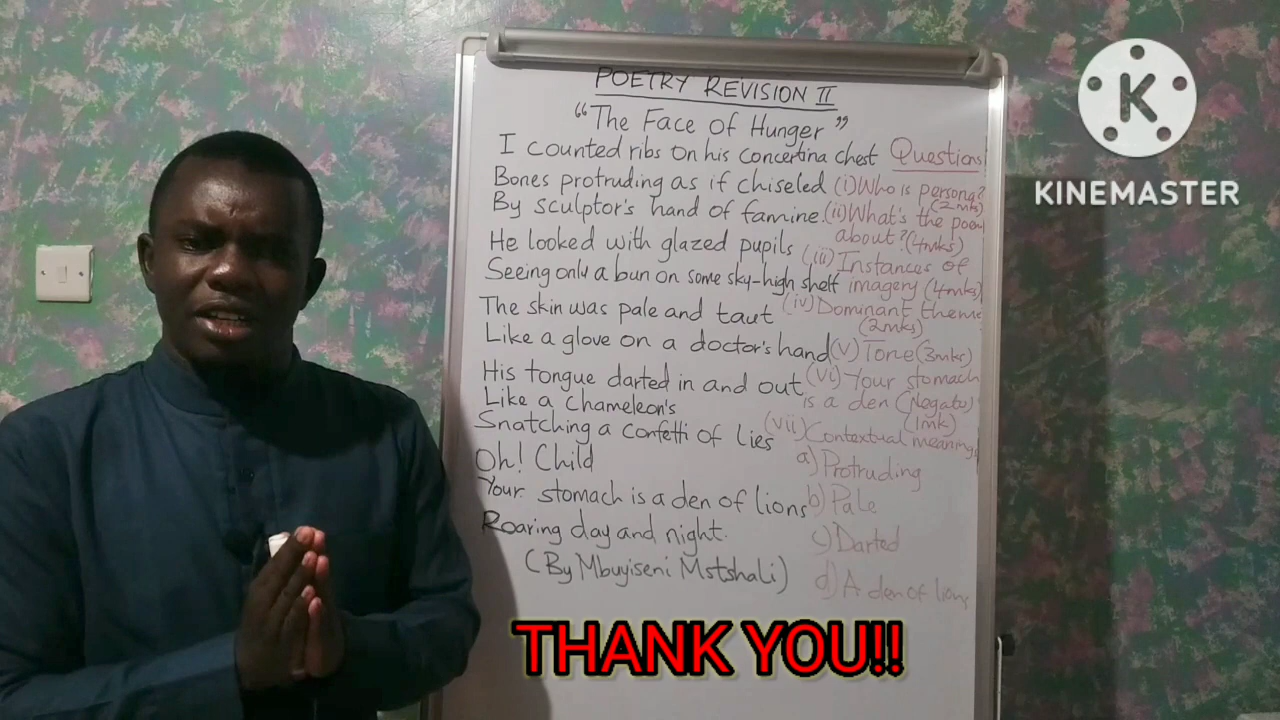 POETRY REVISION II
"The Face of Hunger"
I counted ribs on his concertina chest
Bones protruding as if chiseled
By sculptor's hand of famine.
He looked with glazed pupils
Seeing only a bun on some sky-high shelf
The skin was pale and taut
Like a glove on a doctor's hand
His tongue darted in and out
Like a Chameleon's
Snatching a confetti of lies
Oh! Child
Your stomach is a den of lions
Roaring day and night.
(By Mbuyiseni Mstshali)
Questions
(i) Who is persona?
(2mks)
(ii) What's the poem
about? (4mks)
(iii) Instances of
imagery (4mks)
(iv) Dominant theme
(2mks)
(v) Tone (3mks)
(vi) Your stomach
is a den (Negate)
(1mk)
(vii) Contextual meanings
a) Protruding
b) Pale
c) Darted
d) A den of lions
K
KINEMASTER
THANK YOU!!